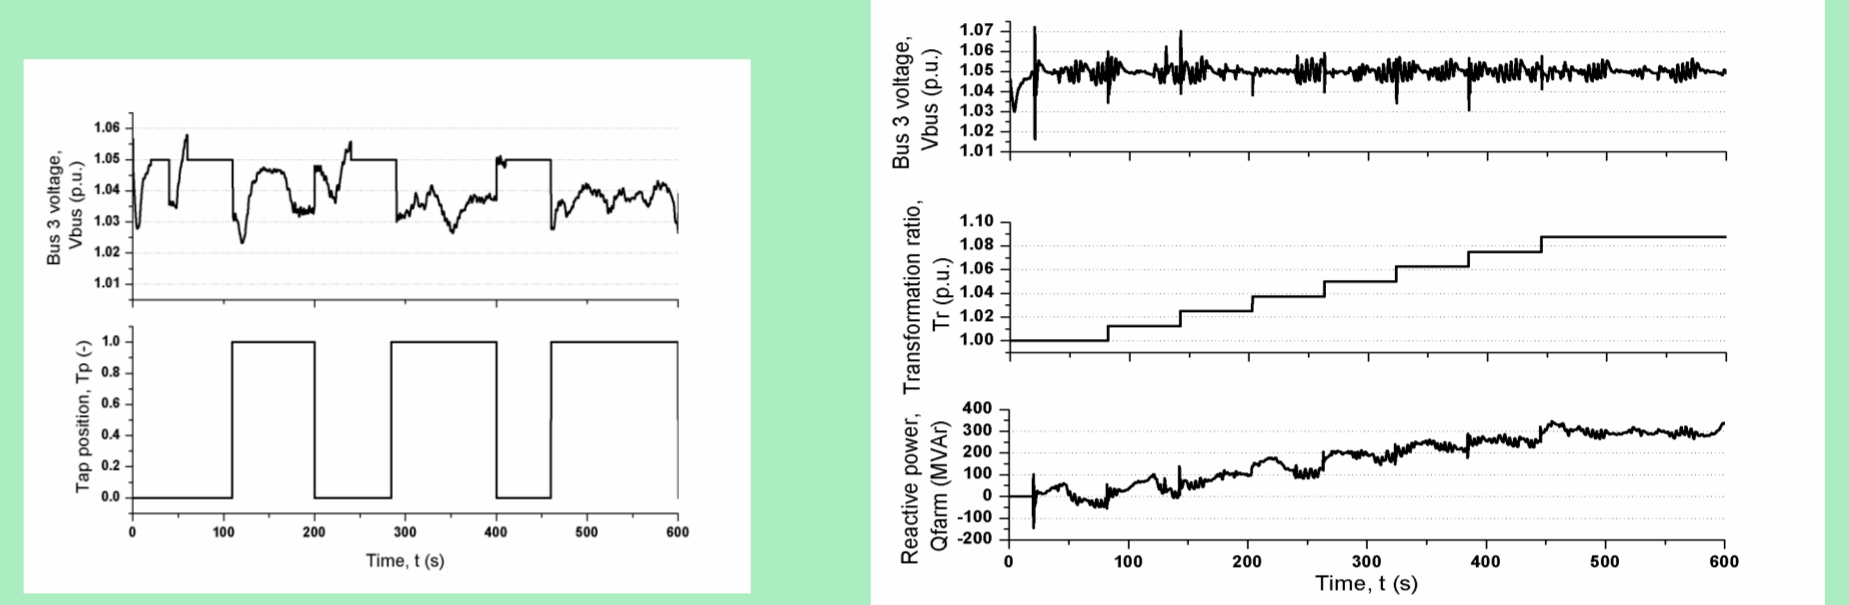 Bus 3 voltage,
Vbus (p.u.)
1.06
1.05
1.04
1.03
1.02
1.01
Tap position, Tp (-)
1.0
0.8
0.6
0.4
0.2
0.0
0 100 200 300 400 500 600
Time, t (s)
Bus 3 voltage,
Vbus (p.u.)
1.07
1.06
1.05
1.04
1.03
1.02
1.01
Transformation ratio,
Tr (p.u.)
1.10
1.08
1.06
1.04
1.02
1.00
Reactive power,
Qfarm (MVAr)
400
300
200
100
0
-100
-200
0 100 200 300 400 500 600
Time, t (s)